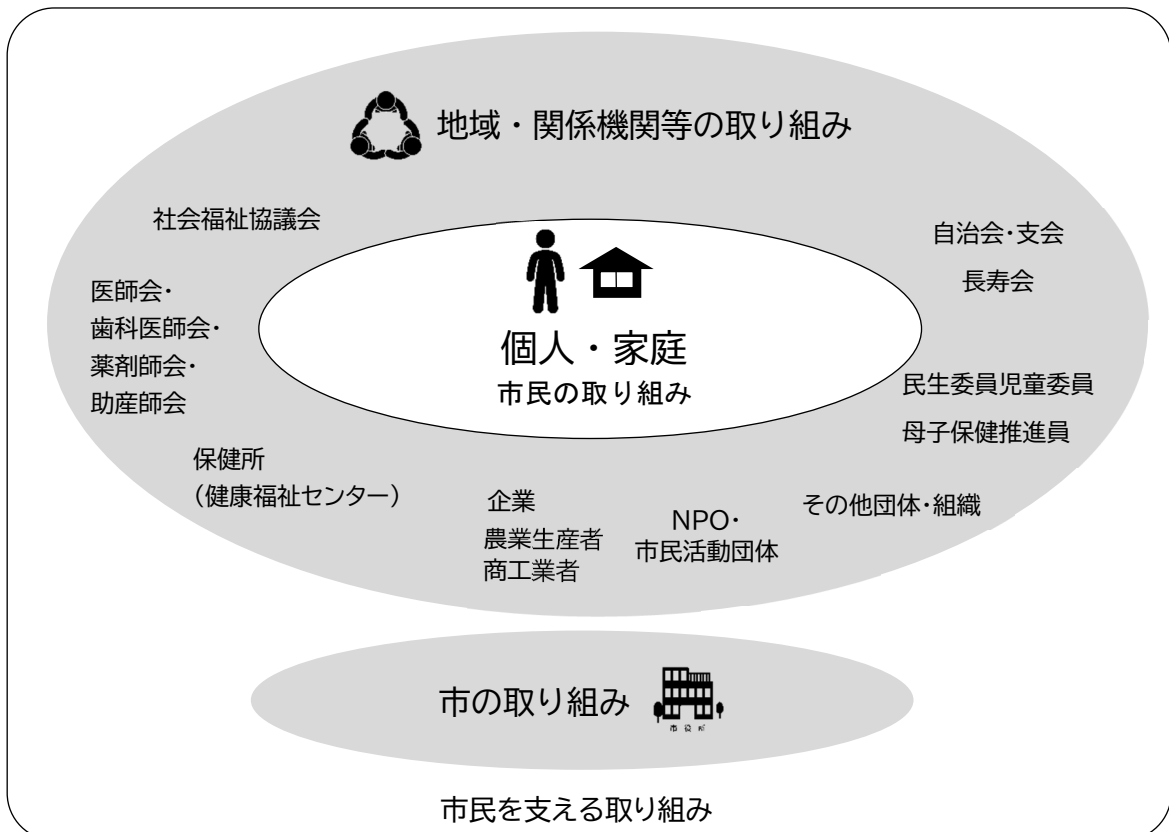 地域・関係機関等の取り組み
社会福祉協議会
自治会・支会
長寿会
医師会・
歯科医師会・
薬剤師会・
助産師会
個人・家庭
市民の取り組み
民生委員児童委員
母子保健推進員
保健所
（健康福祉センター）
企業
農業生産者
商工業者
NPO・
市民活動団体
その他団体・組織
市の取り組み
市役所
市民を支える取り組み